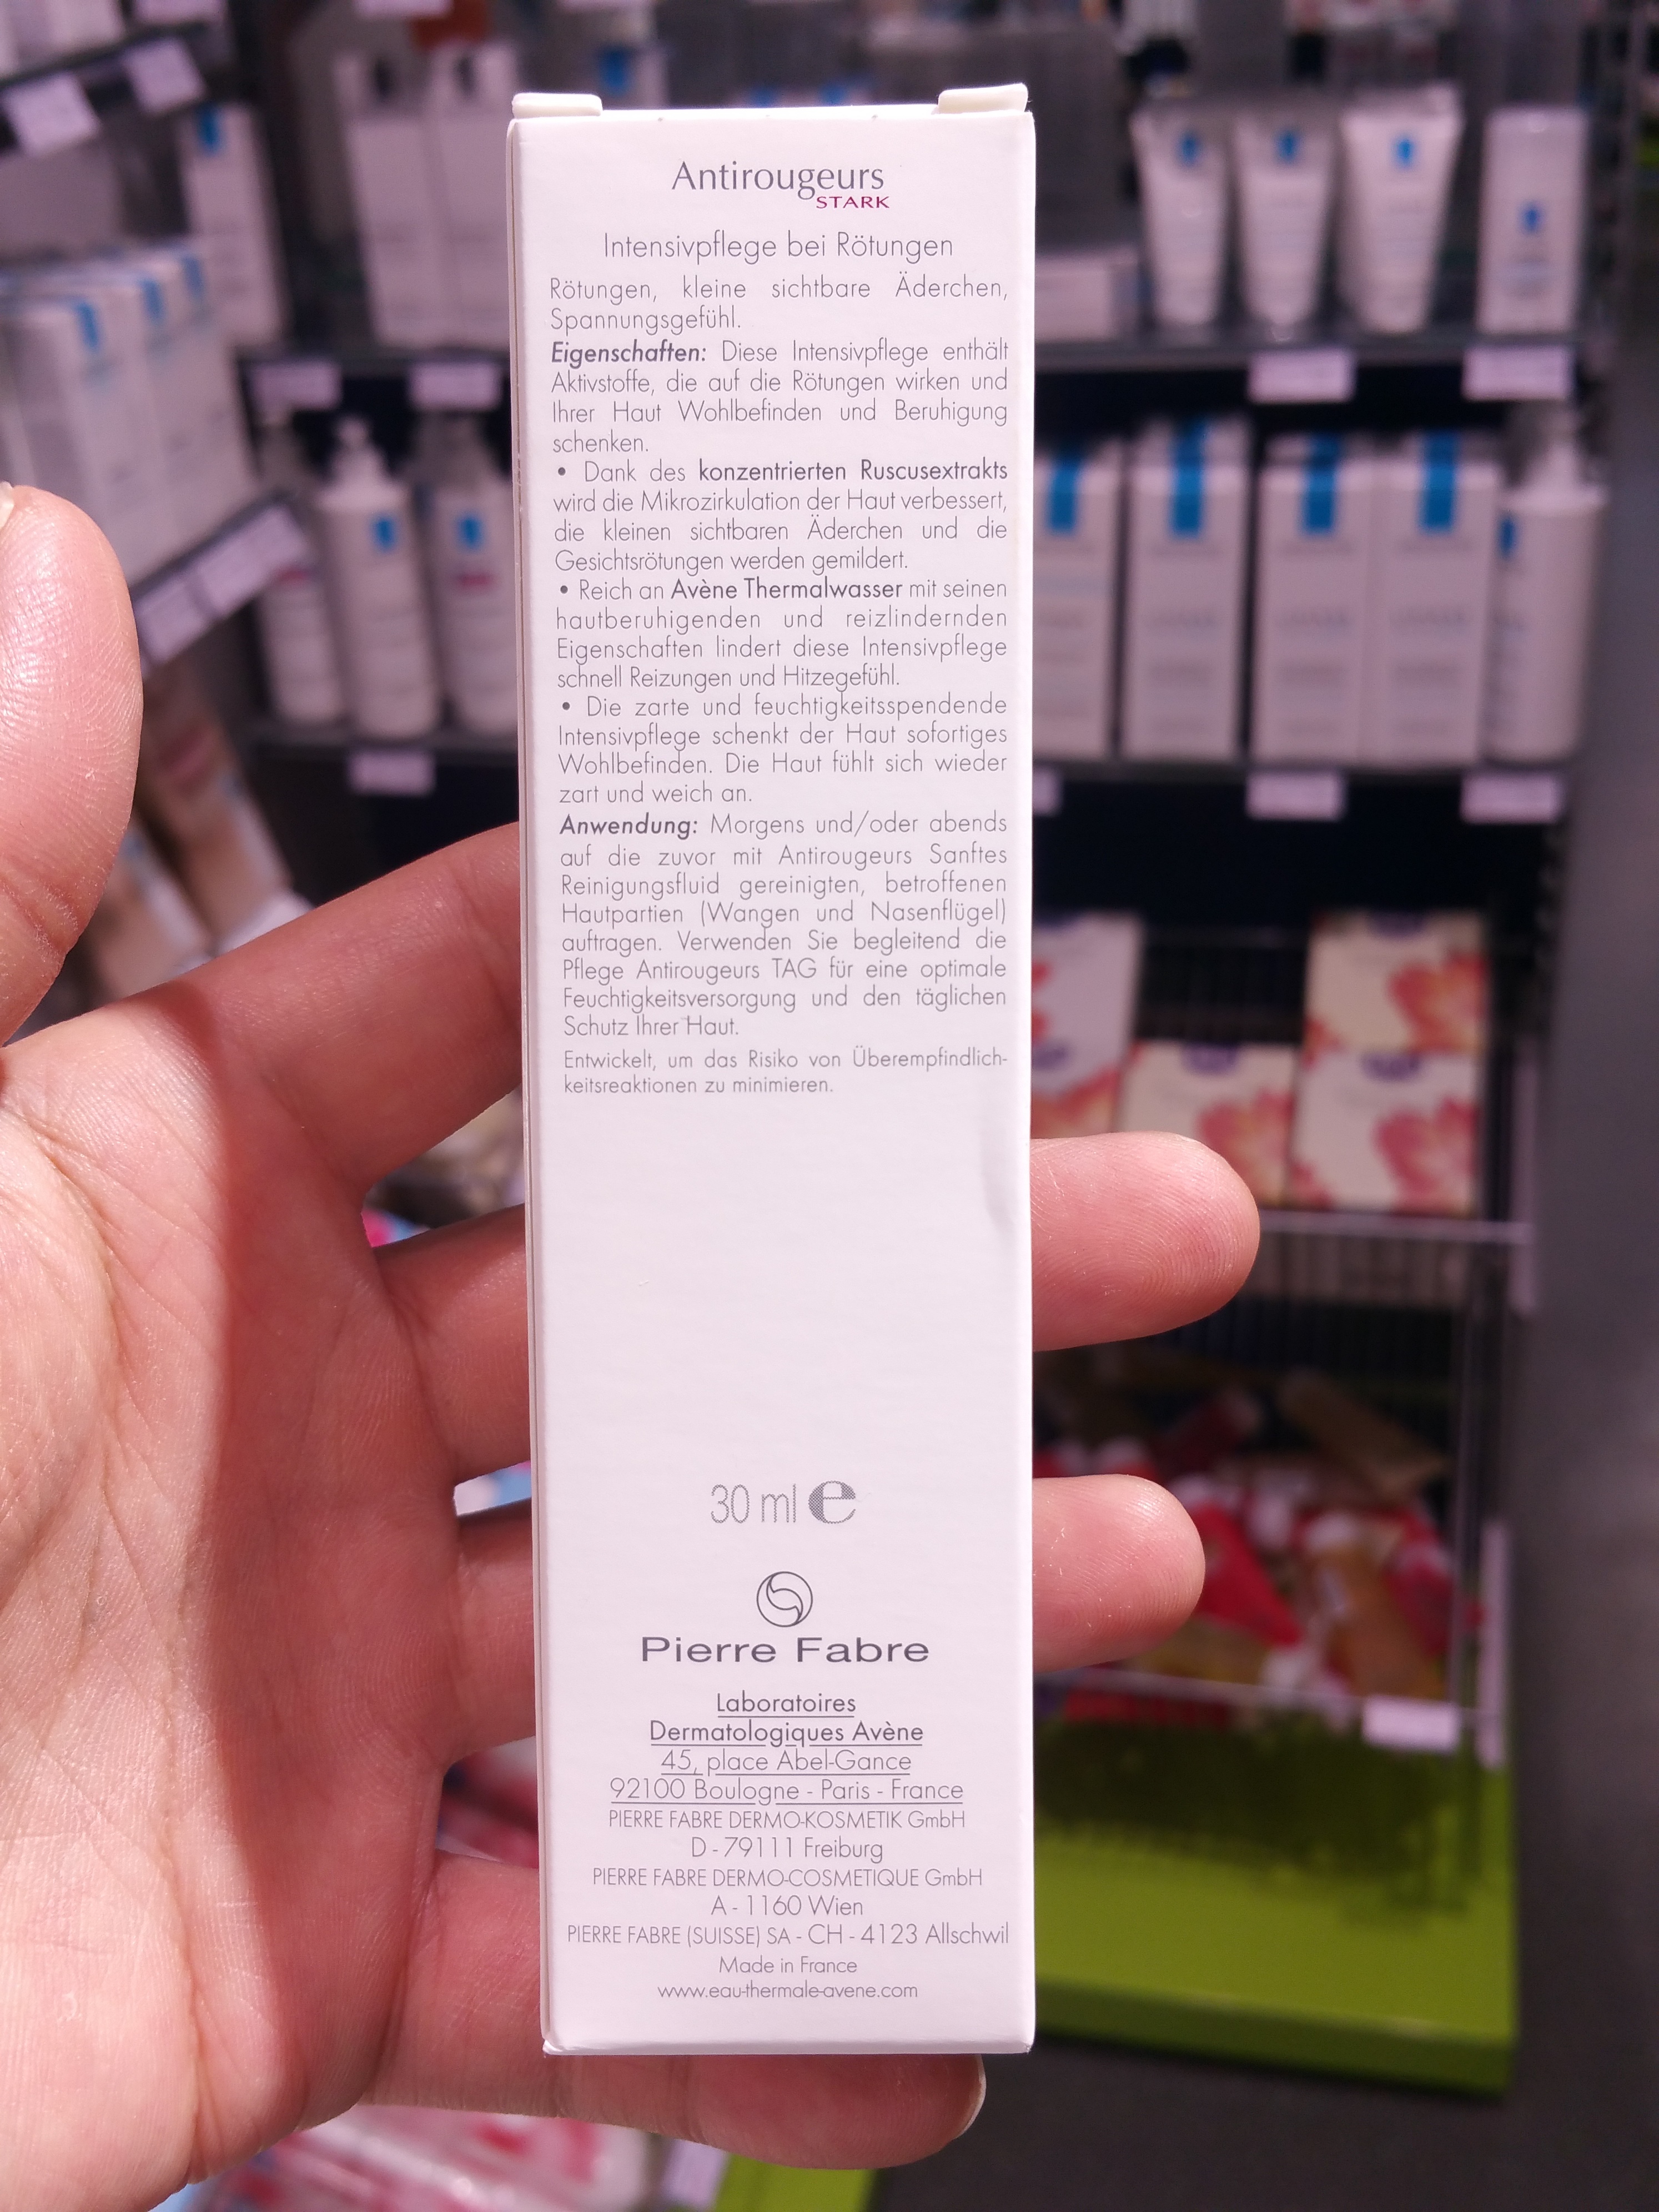 Antirougeurs
STARK
Intensivpflege bei Rötungen
Rötungen, kleine sichtbare Äderchen,
Spannungsgefühl.
Eigenschaften: Diese Intensivpflege enthält
Aktivstoffe, die auf die Rötungen wirken und
Ihrer Haut Wohlbefinden und Beruhigung
schenken.
• Dank des konzentrierten Ruscusextrakts
wird die Mikrozirkulation der Haut verbessert,
die kleinen sichtbaren Äderchen und die
Gesichtsrötungen werden gemildert.
• Reich an Avène Thermalwasser mit seinen
hautberuhigenden und reizlindernden
Eigenschaften lindert diese Intensivpflege
schnell Reizungen und Hitzegefühl.
• Die zarte und feuchtigkeitsspendende
Intensivpflege schenkt der Haut sofortiges
Wohlbefinden. Die Haut fühlt sich wieder
zart und weich an.
Anwendung: Morgens und/oder abends
auf die zuvor mit Antirougeurs Sanftes
Reinigungsfluid gereinigten, betroffenen
Hautpartien (Wangen und Nasenflügel)
auftragen. Verwenden Sie begleitend die
Pflege Antirougeurs TAG für eine optimale
Feuchtigkeitsversorgung und den täglichen
Schutz Ihrer Haut.
Entwickelt, um das Risiko von Überempfindlich-
keitsreaktionen zu minimieren.
30 ml e
Pierre Fabre
Laboratoires
Dermatologiques Avène
45, place Abel-Gance
92100 Boulogne - Paris - France
PIERRE FABRE DERMO-KOSMETIK GmbH
D - 79111 Freiburg
PIERRE FABRE DERMO-COSMETIQUE GmbH
A - 1160 Wien
PIERRE FABRE (SUISSE) SA - CH - 4123 Allschwil
Made in France
www.eau-thermale-avene.com